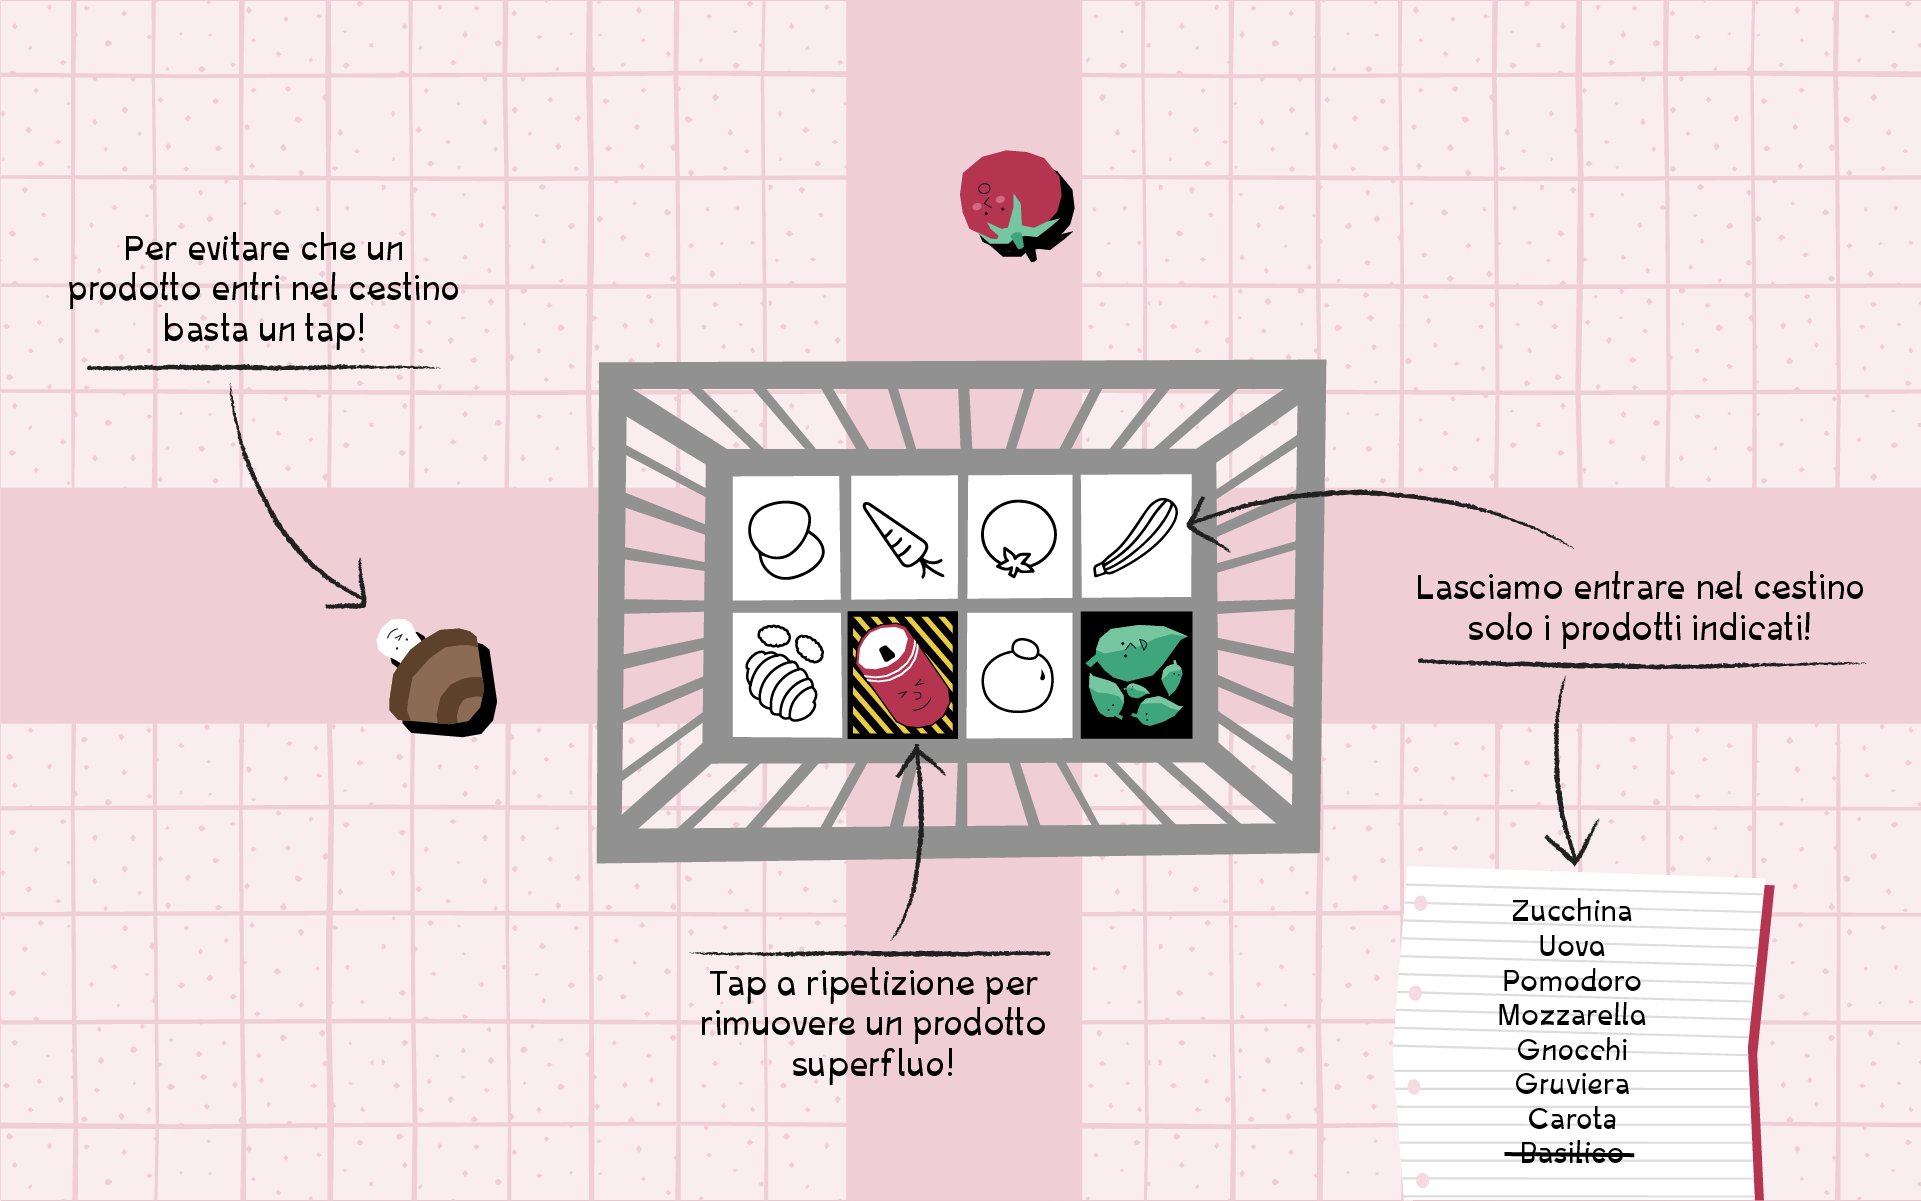 Per evitare che un
prodotto entri nel cestino
basta un tap!
Lasciamo entrare nel cestino
solo i prodotti indicati!
Tap a ripetizione per
rimuovere un prodotto
superfluo!
Zucchina
Uova
Pomodoro
Mozzarella
Gnocchi
Gruviera
Carota
Basilico